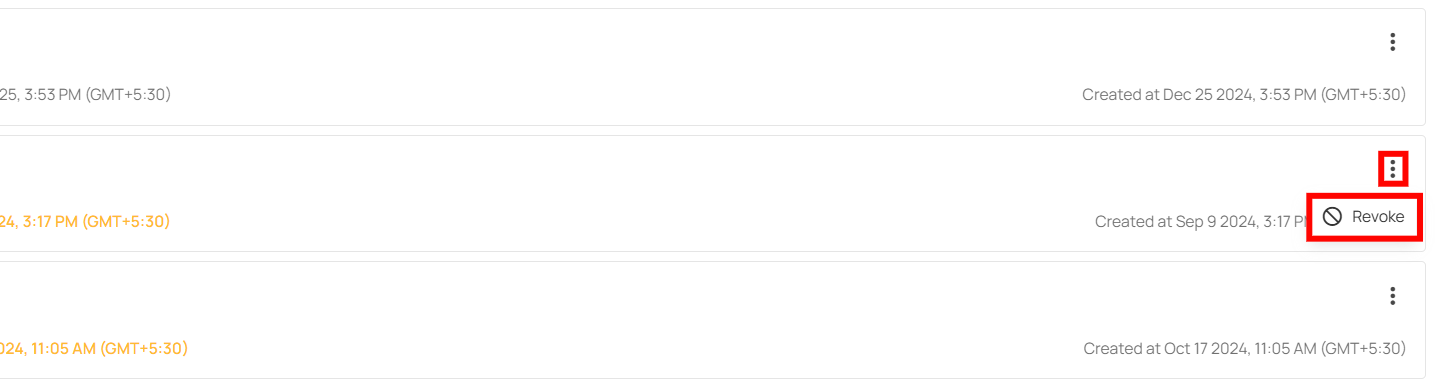 25, 3:53 PM (GMT+5:30)
Created at Dec 25 2024, 3:53 PM (GMT+5:30)
24, 3:17 PM (GMT+5:30)
Created at Sep 9 2024, 3:17
Revoke
024, 11:05 AM (GMT+5:30)
Created at Oct 17 2024, 11:05 AM (GMT+5:30)